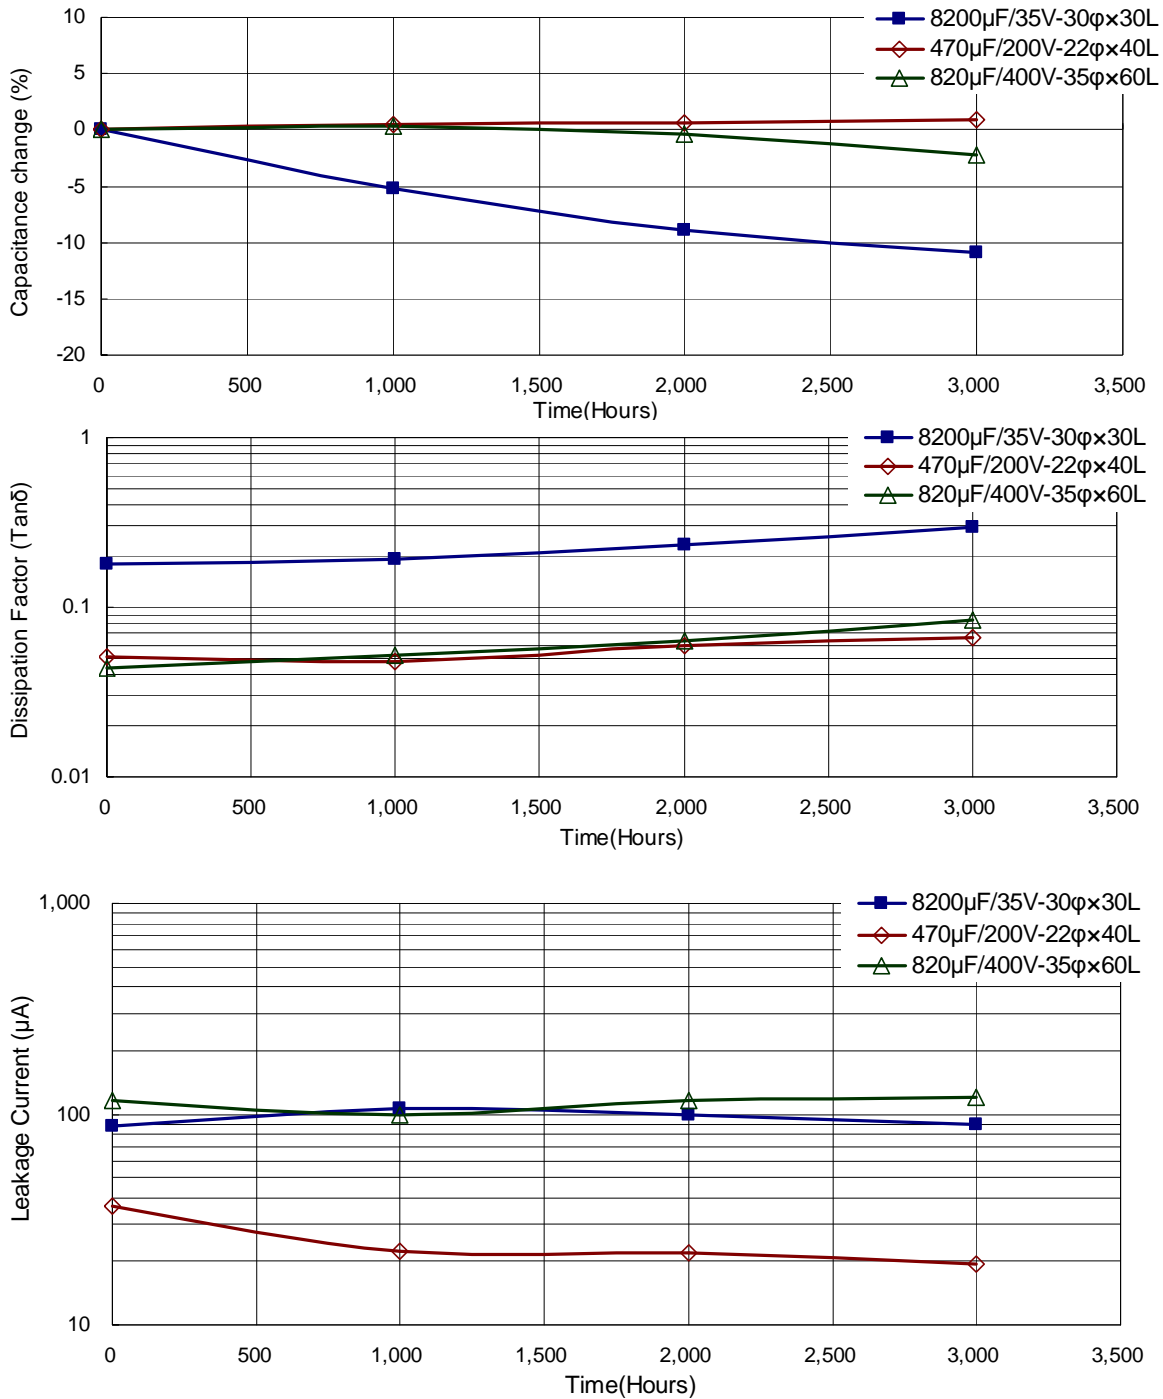 10
5
0
-5
-10
-15
-20
Capacitance change (%)
8200µF/35V-30φ×30L
470µF/200V-22φ×40L
820µF/400V-35φ×60L
0 500 1,000 1,500 2,000 2,500 3,000 3,500
Time(Hours)
1
0.1
0.01
Dissipation Factor (Tanδ)
8200µF/35V-30φ×30L
470µF/200V-22φ×40L
820µF/400V-35φ×60L
0 500 1,000 1,500 2,000 2,500 3,000 3,500
Time(Hours)
1,000
100
10
Leakage Current (µA)
8200µF/35V-30φ×30L
470µF/200V-22φ×40L
820µF/400V-35φ×60L
0 500 1,000 1,500 2,000 2,500 3,000 3,500
Time(Hours)